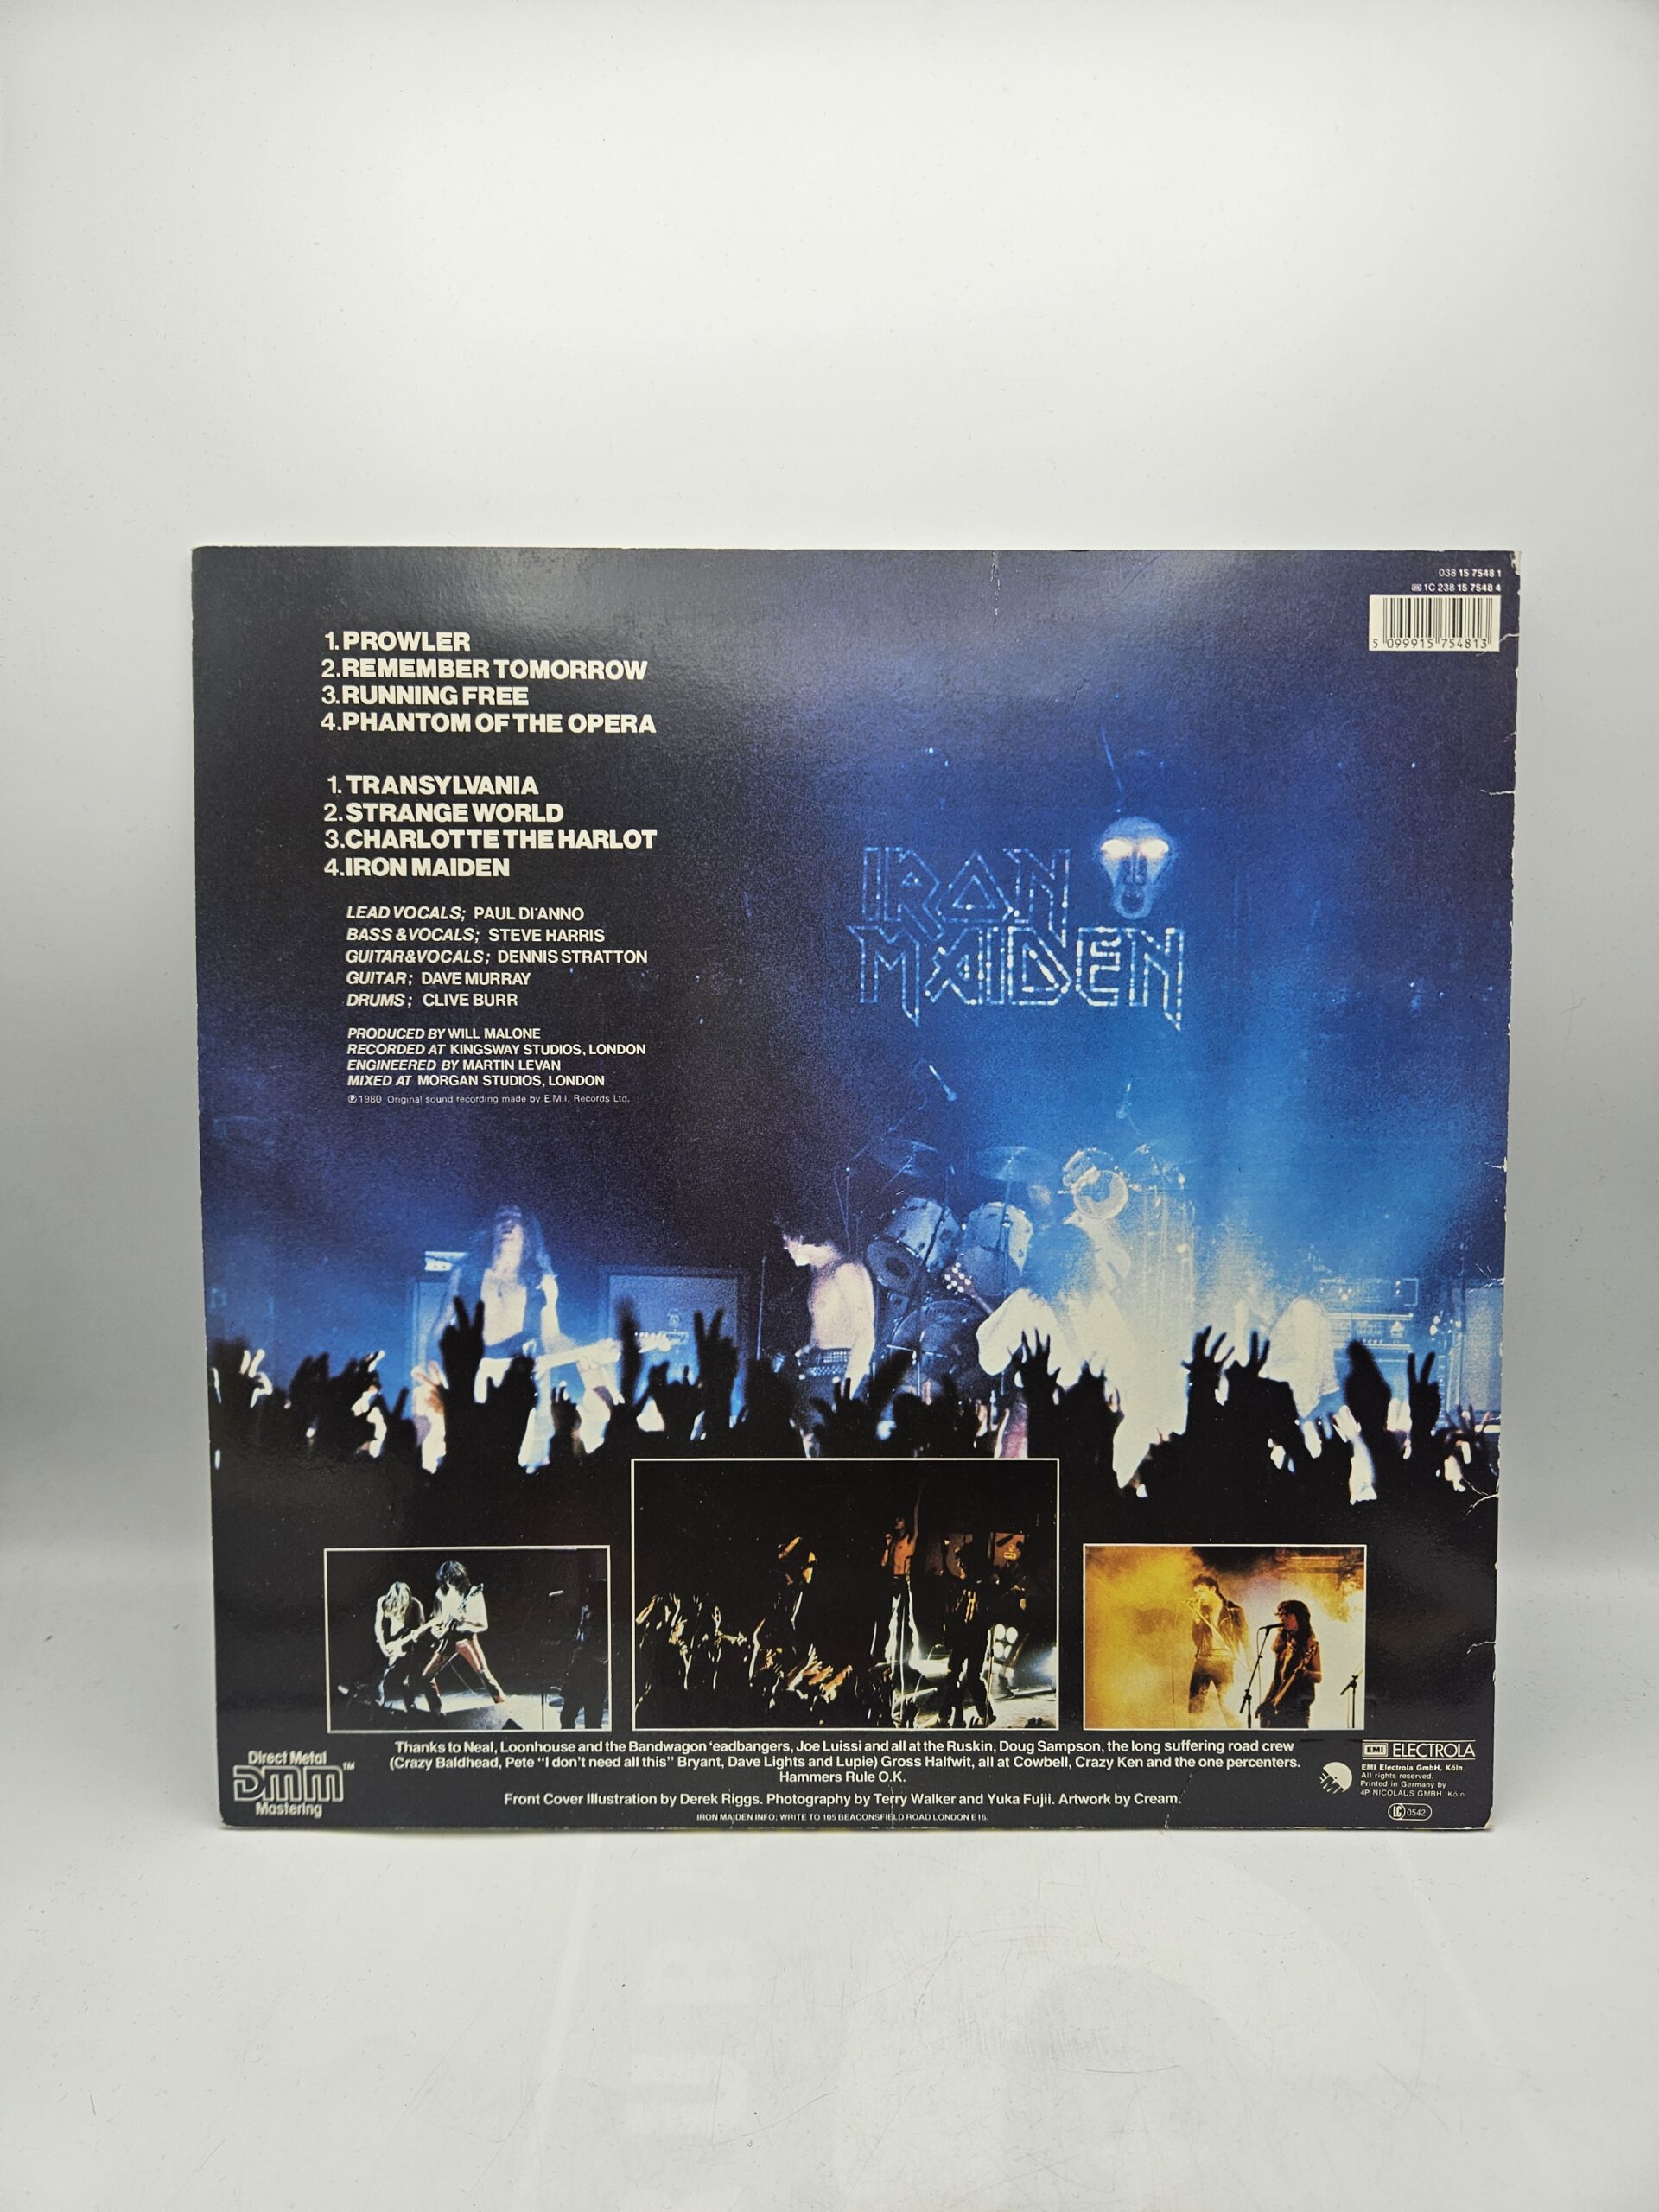 038 15 7548 1
1C 238 15 7548 4
5 099915 754813
1. PROWLER
2. REMEMBER TOMORROW
3. RUNNING FREE
4. PHANTOM OF THE OPERA
1. TRANSYLVANIA
2. STRANGE WORLD
3. CHARLOTTE THE HARLOT
4. IRON MAIDEN
LEAD VOCALS; PAUL DI'ANNO
BASS & VOCALS; STEVE HARRIS
GUITAR & VOCALS; DENNIS STRATTON
GUITAR; DAVE MURRAY
DRUMS; CLIVE BURR
PRODUCED BY WILL MALONE
RECORDED AT KINGSWAY STUDIOS, LONDON
ENGINEERED BY MARTIN LEVAN
MIXED AT MORGAN STUDIOS, LONDON
℗ 1980 Original sound recording made by E.M.I. Records Ltd.
IRON
MAIDEN
Thanks to Neal, Loonhouse and the Bandwagon 'eadbangers, Joe Luissi and all at the Ruskin, Doug Sampson, the long suffering road crew
(Crazy Baldhead, Pete "I don't need all this" Bryant, Dave Lights and Lupie) Gross Halfwit, all at Cowbell, Crazy Ken and the one percenters.
Hammers Rule O.K.
Front Cover Illustration by Derek Riggs. Photography by Terry Walker and Yuka Fujii. Artwork by Cream.
IRON MAIDEN INFO; WRITE TO 105 BEACONSFIELD ROAD LONDON E16.
Direct Metal
DMM™
Mastering
EMI ELECTROLA
EMI Electrola GmbH. Köln.
All rights reserved.
Printed in Germany by
4P NICOLAUS GMBH. Köln
LC 0542